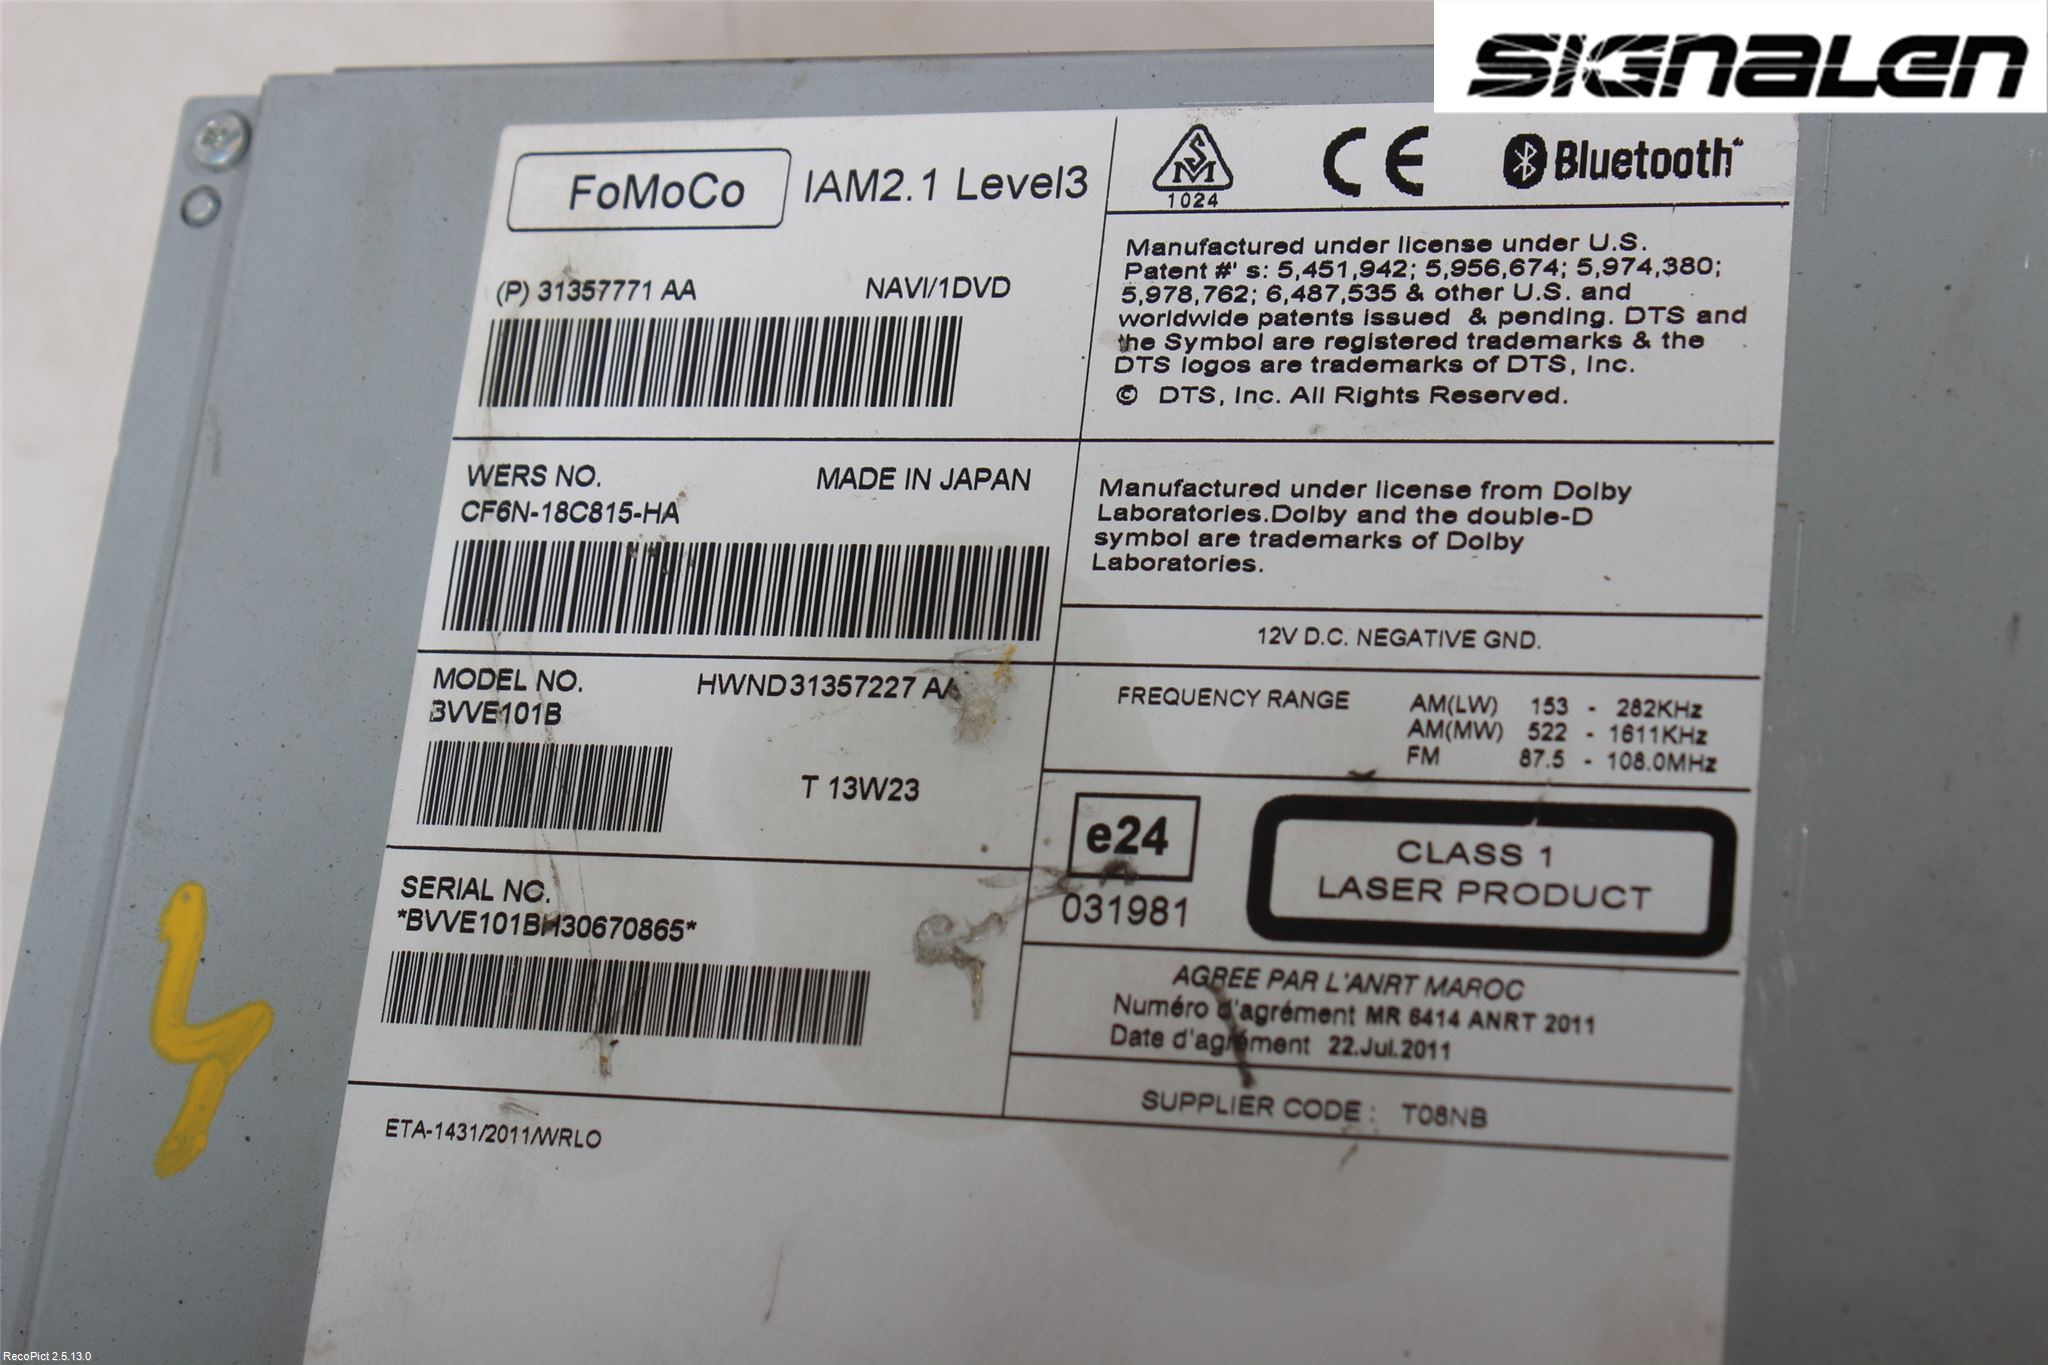 SIGNALEN
FoMoCo
IAM2.1 Level3
(P) 31357771 AA
NAVI/1DVD
WERS NO.
MADE IN JAPAN
CF6N-18C815-HA
MODEL NO.
HWND31357227 AA
BVVE101B
T 13W23
SERIAL NO.
*BVVE101BH30670865*
ETA-1431/2011/WRLO
SM
1024
CE
Bluetooth
Manufactured under license under U.S.
Patent #' s: 5,451,942; 5,956,674; 5,974,380;
5,978,762; 6,487,535 & other U.S. and
worldwide patents issued & pending. DTS and
the Symbol are registered trademarks & the
DTS logos are trademarks of DTS, Inc.
© DTS, Inc. All Rights Reserved.
Manufactured under license from Dolby
Laboratories.Dolby and the double-D
symbol are trademarks of Dolby
Laboratories.
12V D.C. NEGATIVE GND.
FREQUENCY RANGE
AM(LW) 153 - 282KHz
AM(MW) 522 - 1611KHz
FM 87.5 - 108.0MHz
e24
031981
CLASS 1
LASER PRODUCT
AGREE PAR L'ANRT MAROC
Numéro d'agrément MR 6414 ANRT 2011
Date d'agrément 22.Jul.2011
SUPPLIER CODE : T08NB
RecoPict 2.5.13.0